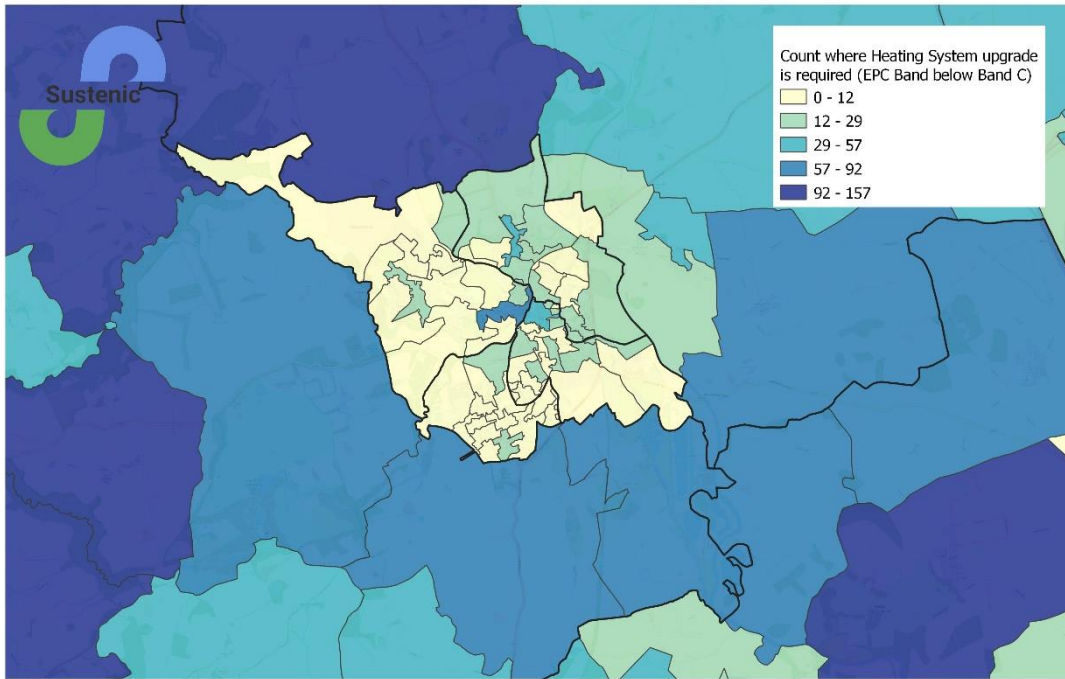 Sustenic
Count where Heating System upgrade
is required (EPC Band below Band C)
0 - 12
12 - 29
29 - 57
57 - 92
92 - 157